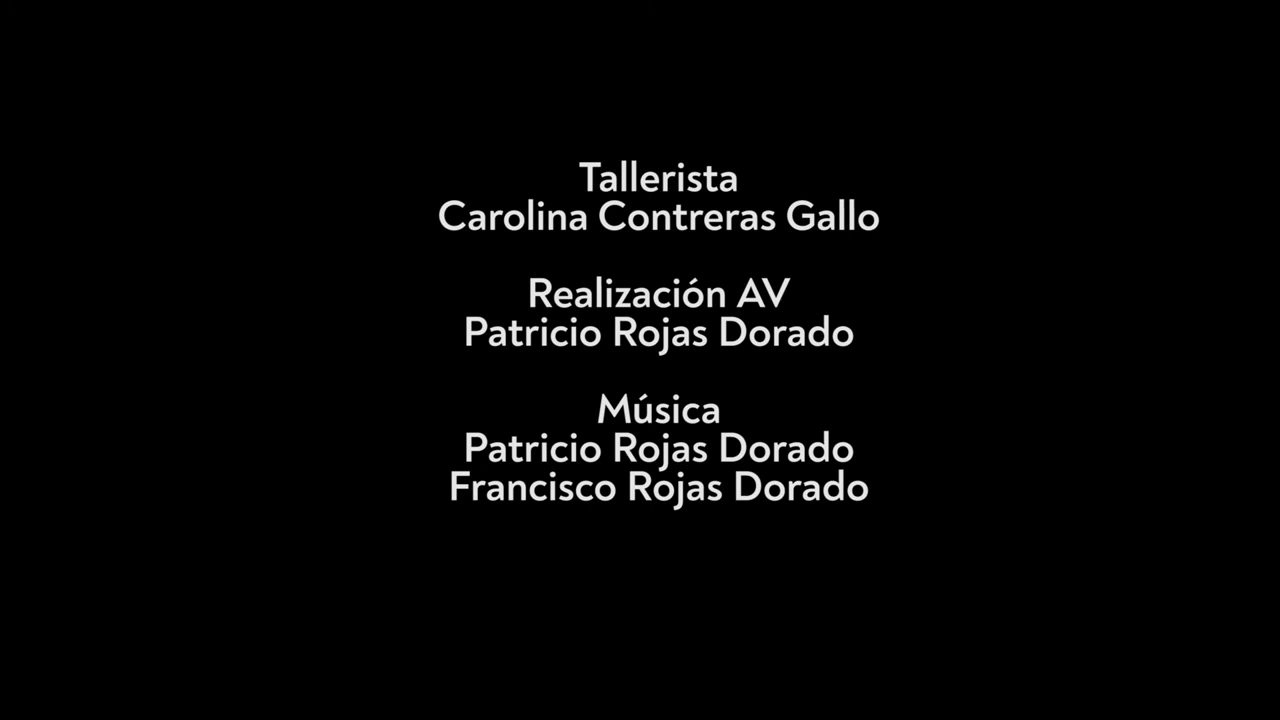 Tallerista
Carolina Contreras Gallo
Realización AV
Patricio Rojas Dorado
Música
Patricio Rojas Dorado
Francisco Rojas Dorado